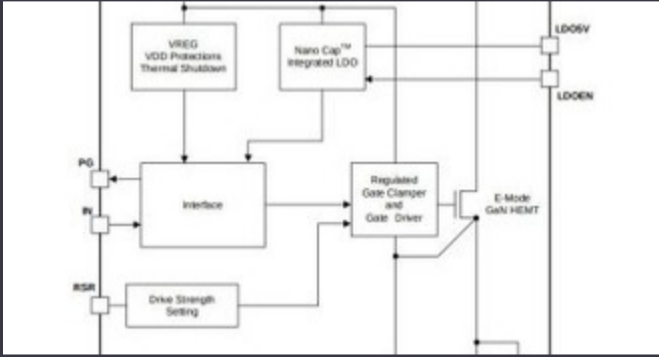 LDO5V
VREG
VDD Protections
Thermal Shutdown
Nano Cap™
Integrated LDO
LDOEN
PG
Interface
Regulated
Gate Clamper
and
Gate Driver
E-Mode
GaN HEMT
IN
RSR
Drive Strength
Setting